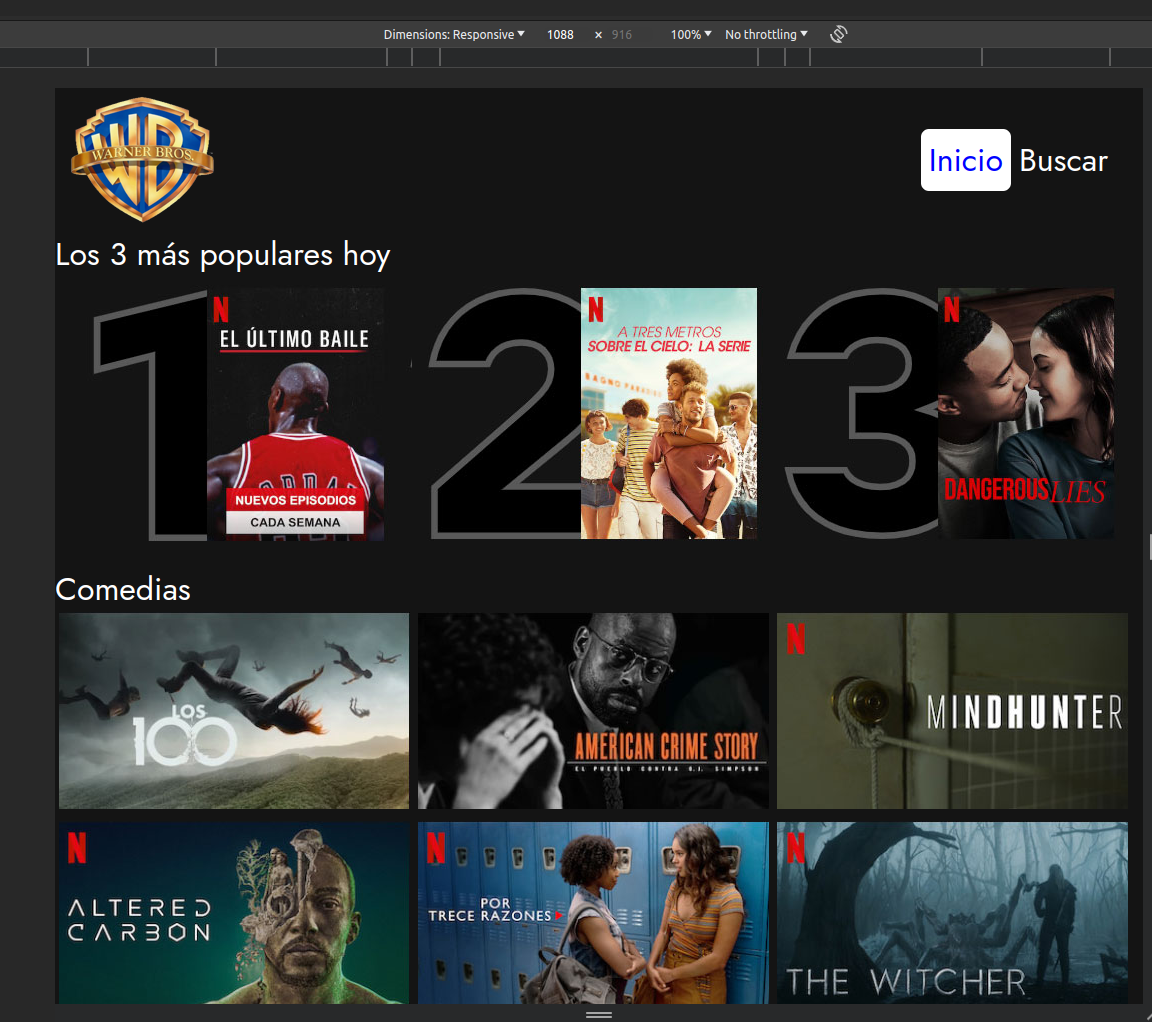 Dimensions: Responsive ▼ 1088 × 916 100% ▼ No throttling ▼
WARNER BROS.
Inicio Buscar
Los 3 más populares hoy
1 2 3
N
EL ÚLTIMO BAILE
NUEVOS EPISODIOS
CADA SEMANA
N
A TRES METROS
SOBRE EL CIELO: LA SERIE
N
DANGEROUS LIES
Comedias
LOS
100
AMERICAN CRIME STORY
EL PUEBLO CONTRA O.J. SIMPSON
N
MINDHUNTER
N
ALTERED
CARBON
N
POR
TRECE RAZONES
N
THE WITCHER